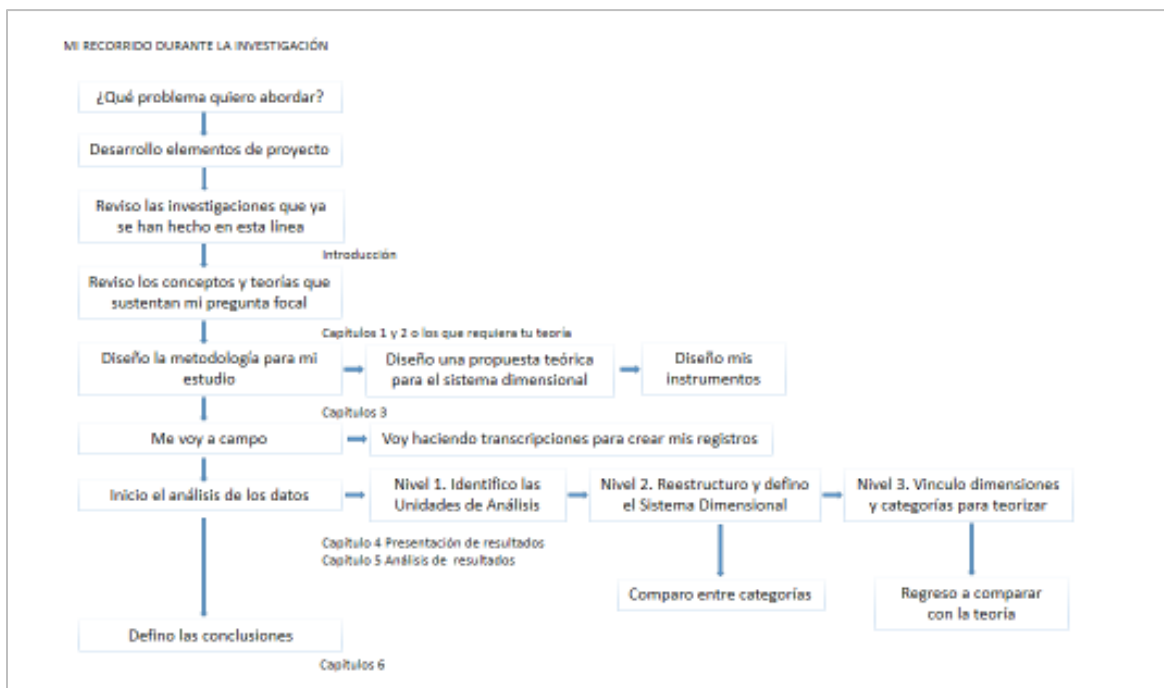 MI RECORRIDO DURANTE LA INVESTIGACIÓN
¿Qué problema quiero abordar?
Desarrollo elementos de proyecto
Reviso las investigaciones que ya
se han hecho en esta línea
Introducción
Reviso los conceptos y teorías que
sustentan mi pregunta focal
Capítulos 1 y 2 o los que requiera tu teoría
Diseño la metodología para mi
estudio
Diseño una propuesta teórica
para el sistema dimensional
Diseño mis
instrumentos
Capítulos 3
Me voy a campo
Voy haciendo transcripciones para crear mis registros
Inicio el análisis de los datos
Nivel 1. Identifico las
Unidades de Análisis
Nivel 2. Reestructuro y defino
el Sistema Dimensional
Nivel 3. Vinculo dimensiones
y categorías para teorizar
Capítulo 4 Presentación de resultados
Capítulo 5 Análisis de resultados
Comparo entre categorías
Regreso a comparar
con la teoría
Defino las conclusiones
Capítulos 6